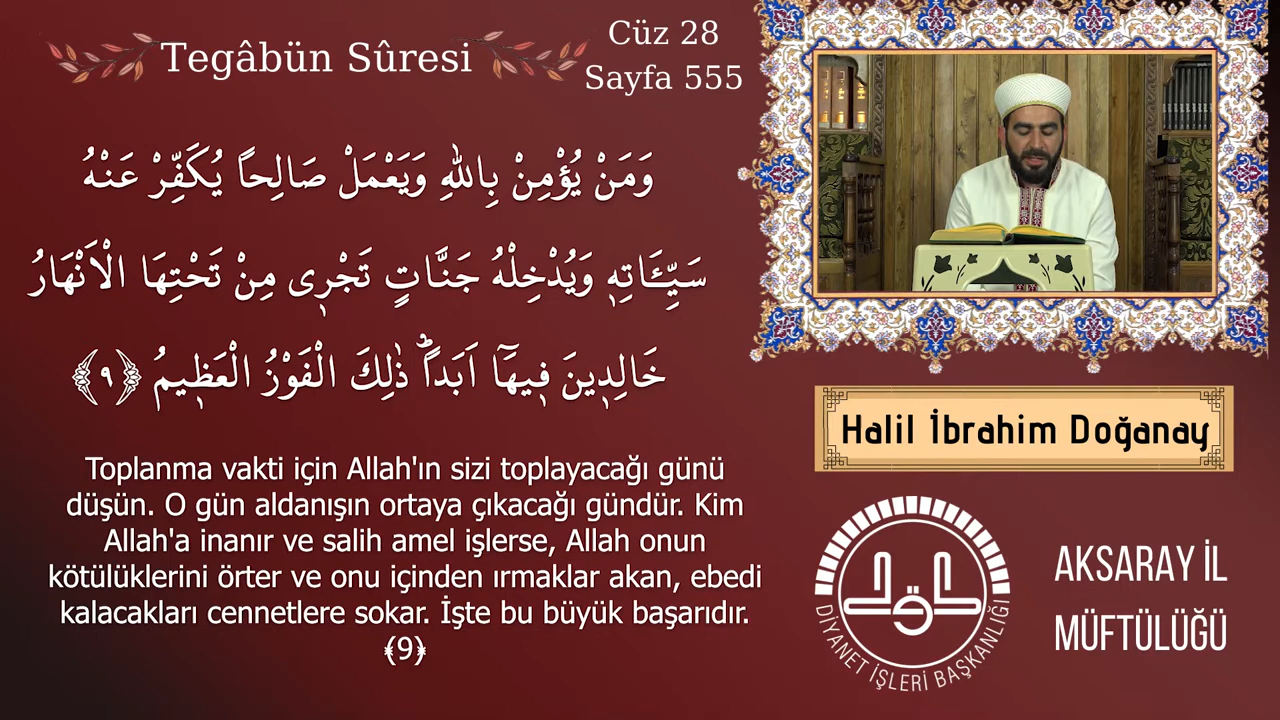 Tegâbün Sûresi
Cüz 28
Sayfa 555
وَمَنْ يُؤْمِنْ بِاللّٰهِ وَيَعْمَلْ صَالِحاً يُكَفِّرْ عَنْهُ
سَيِّـَٔاتِه۪ وَيُدْخِلْهُ جَنَّاتٍ تَجْر۪ي مِنْ تَحْتِهَا الْاَنْهَارُ
خَالِد۪ينَ ف۪يهَٓا اَبَداًۜ ذٰلِكَ الْفَوْزُ الْعَظ۪يمُ ﴿٩﴾
Toplanma vakti için Allah'ın sizi toplayacağı günü
düşün. O gün aldanışın ortaya çıkacağı gündür. Kim
Allah'a inanır ve salih amel işlerse, Allah onun
kötülüklerini örter ve onu içinden ırmaklar akan, ebedi
kalacakları cennetlere sokar. İşte bu büyük başarıdır.
﴾9﴿
Halil İbrahim Doğanay
DİYANET İŞLERİ BAŞKANLIĞI
AKSARAY İL
MÜFTÜLÜĞÜ